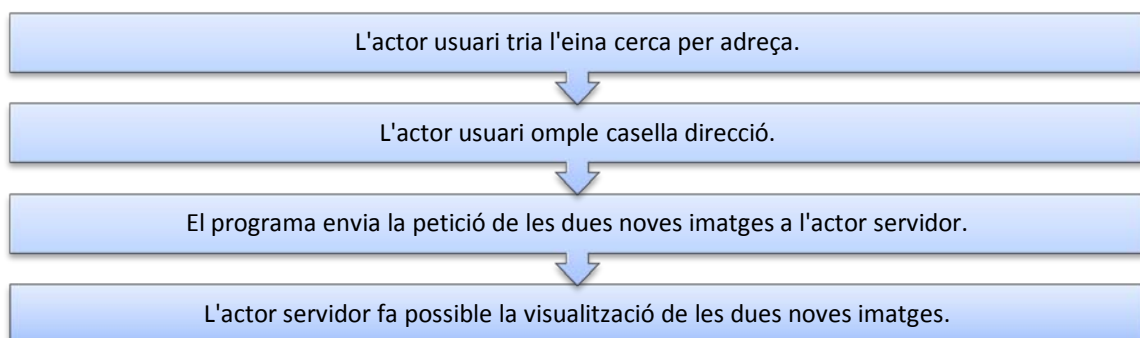 L'actor usuari tria l'eina cerca per adreça.
L'actor usuari omple casella direcció.
El programa envia la petició de les dues noves imatges a l'actor servidor.
L'actor servidor fa possible la visualització de les dues noves imatges.